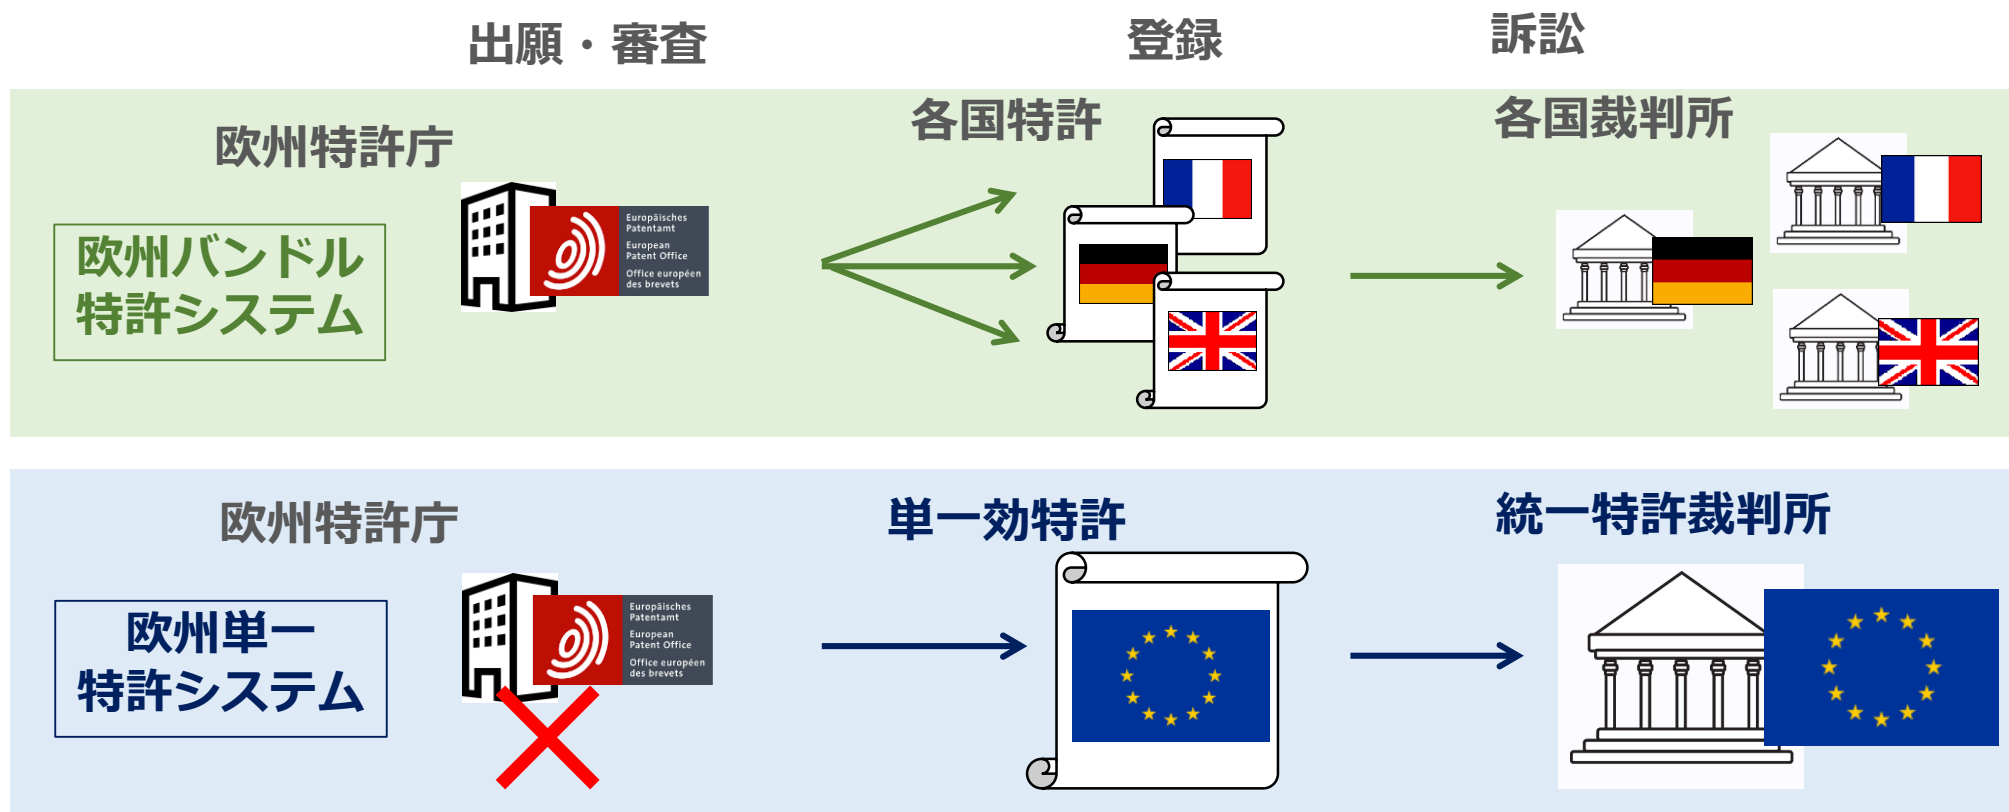 出願・審査
登録
訴訟
欧州特許庁
各国特許
各国裁判所
欧州バンドル
特許システム
Europäisches
Patentamt
European
Patent Office
Office européen
des brevets
欧州特許庁
単一効特許
統一特許裁判所
欧州単一
特許システム
Europäisches
Patentamt
European
Patent Office
Office européen
des brevets